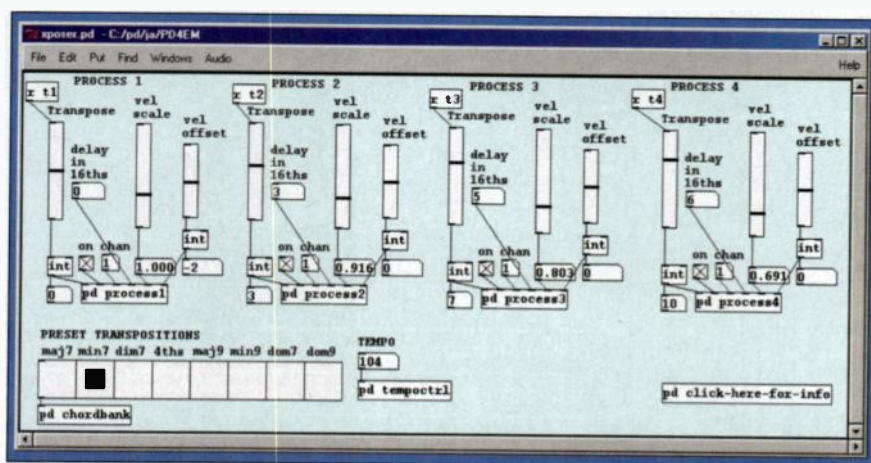 xposer.pd - C:/pd/ja/PD4EM
File Edit Put Find Windows Audio Help
PROCESS 1
r t1
Transpose
vel scale
vel offset
delay in 16ths
0
int
on chan
1
1.000
int
-2
pd process1
0
PROCESS 2
r t2
Transpose
vel scale
vel offset
delay in 16ths
3
int
on chan
1
0.916
int
0
pd process2
3
PROCESS 3
r t3
Transpose
vel scale
vel offset
delay in 16ths
5
int
on chan
1
0.803
int
0
pd process3
7
PROCESS 4
r t4
Transpose
vel scale
vel offset
delay in 16ths
6
int
on chan
1
0.691
int
0
pd process4
10
PRESET TRANSPOSITIONS
maj7 min7 dim7 4ths maj9 min9 dom7 dom9
pd chordbank
TEMPO
104
pd tempoctrl
pd click-here-for-info